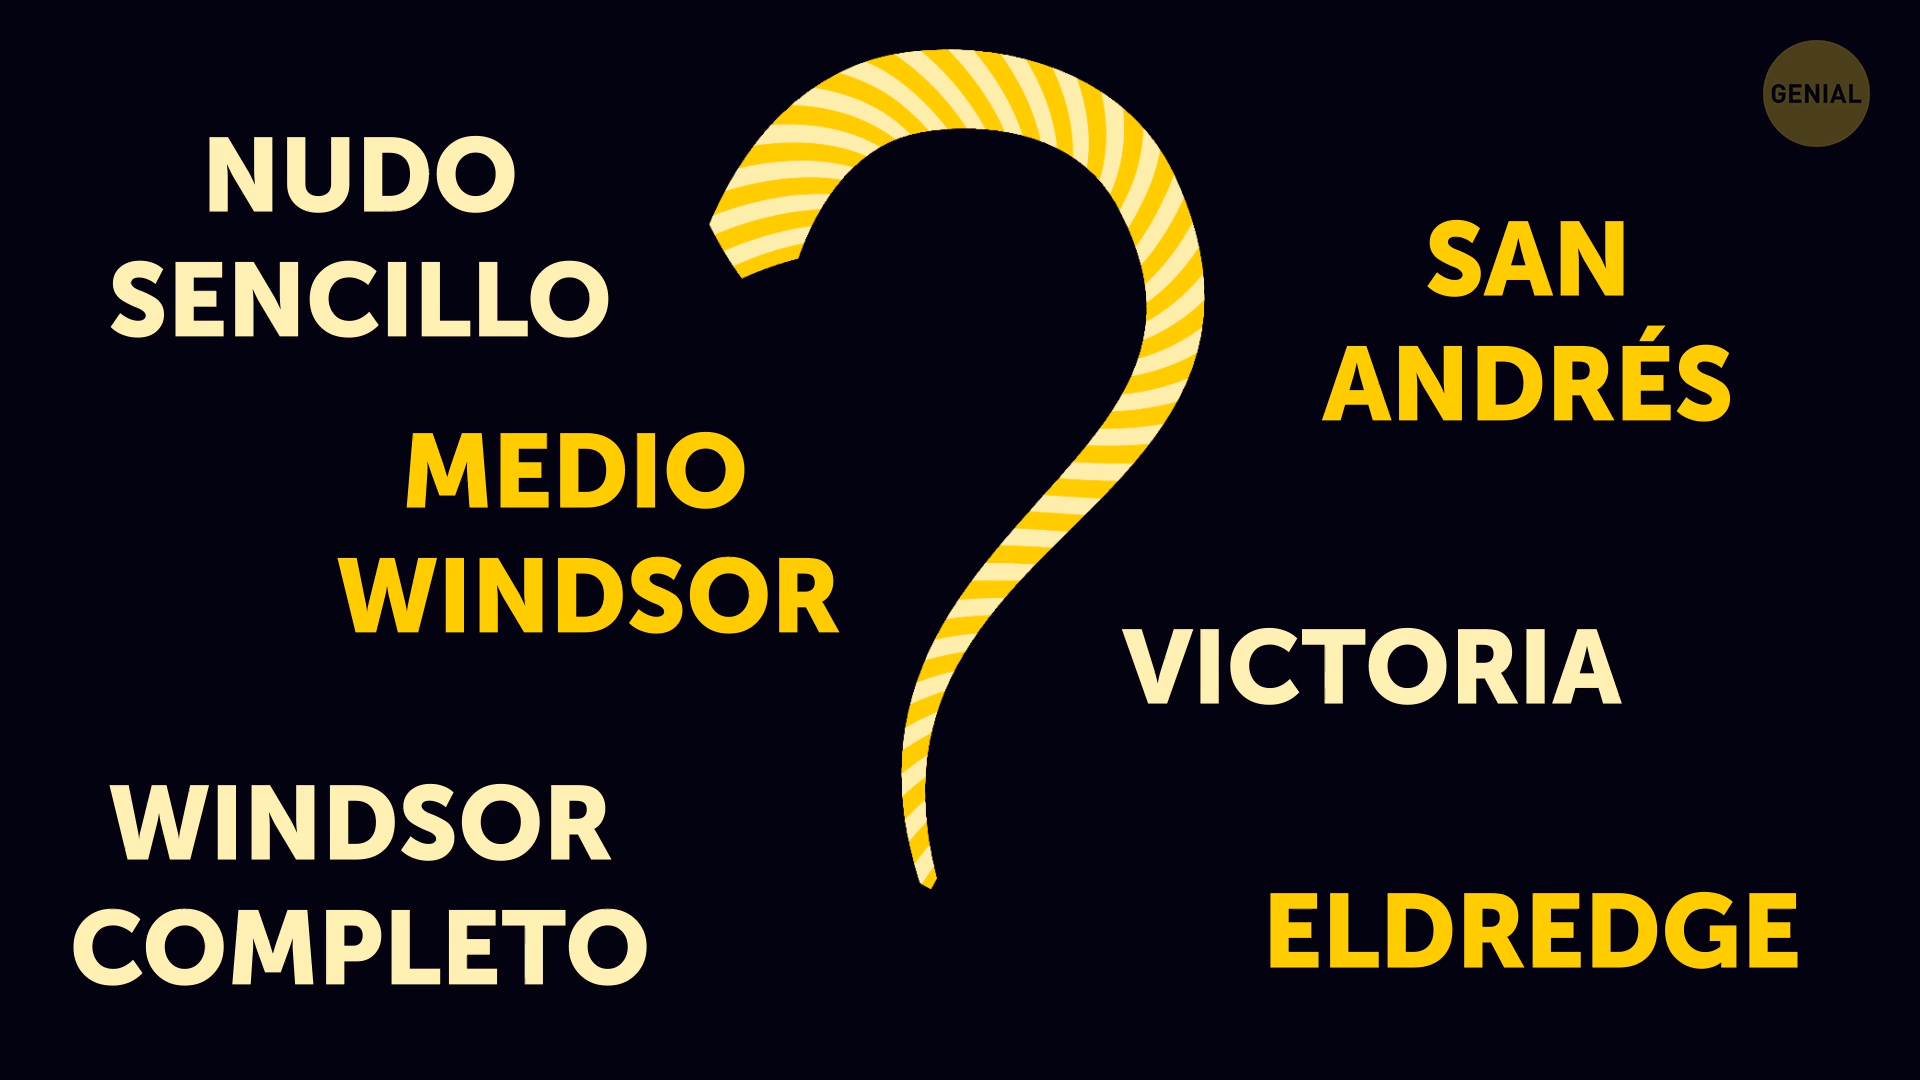 NUDO
SENCILLO
MEDIO
WINDSOR
WINDSOR
COMPLETO
GENIAL
SAN
ANDRÉS
VICTORIA
ELDREDGE